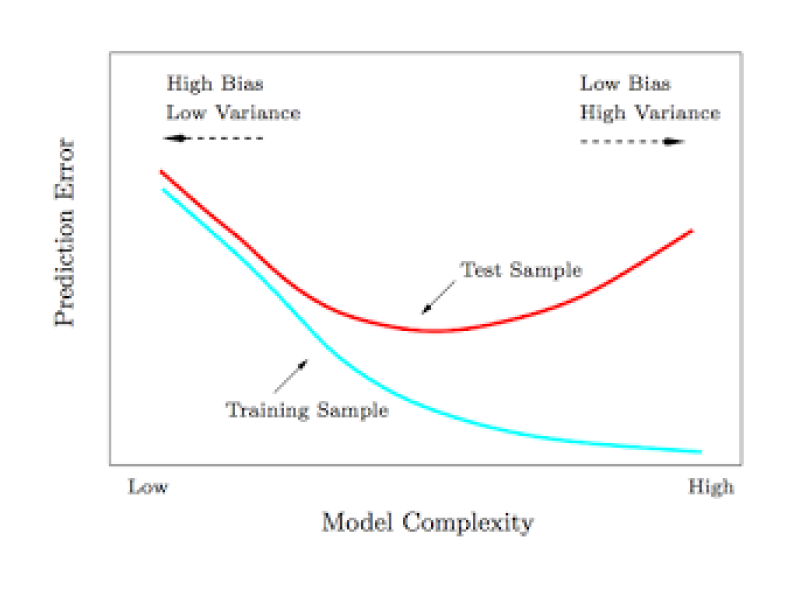 High Bias
Low Variance
Low Bias
High Variance
Prediction Error
Test Sample
Training Sample
Low
High
Model Complexity